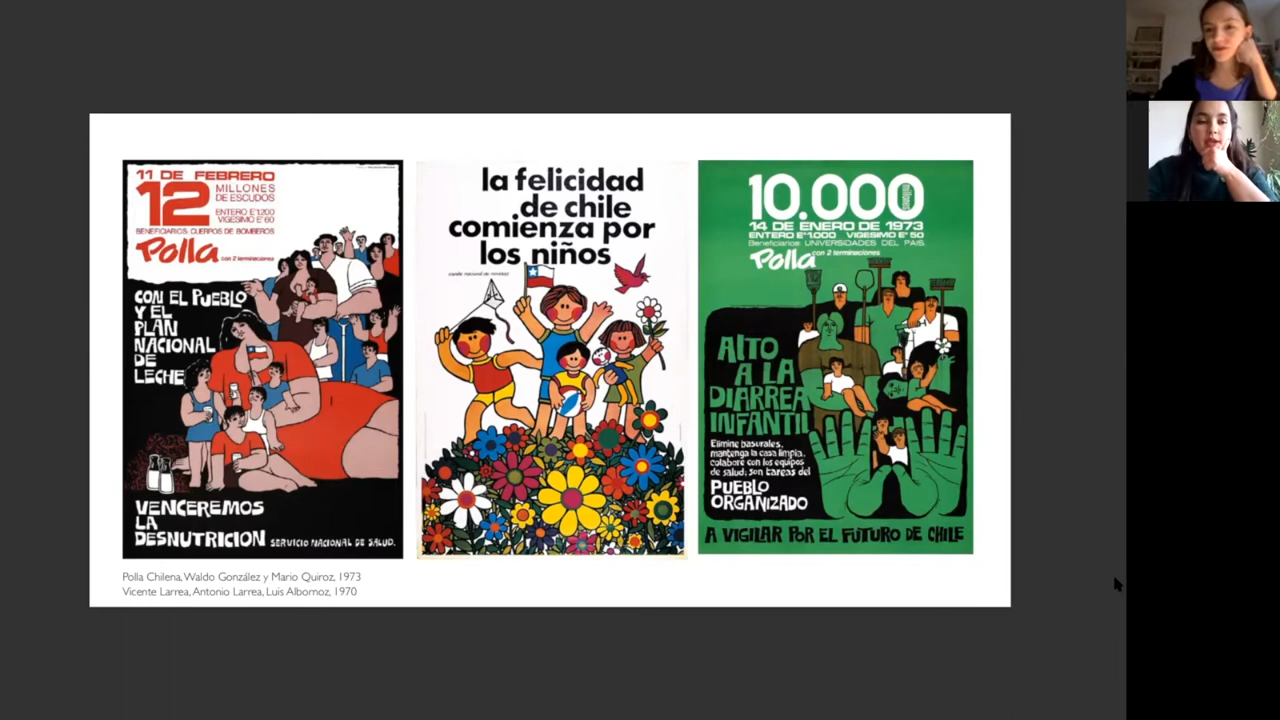 11 DE FEBRERO
12 MILLONES
DE ESCUDOS
ENTERO Eº1200
VIGESIMO Eº60
BENEFICIARIOS CUERPOS DE BOMBEROS
Polla con 2 terminaciones
CON EL PUEBLO
Y EL
PLAN
NACIONAL
DE
LECHE
VENCEREMOS
LA
DESNUTRICION SERVICIO NACIONAL DE SALUD.
la felicidad
de chile
comienza por
los niños
10.000 millones
14 DE ENERO DE 1973
ENTERO Eº1.000 VIGESIMO Eº 50
Beneficiarios: UNIVERSIDADES DEL PAIS
Polla con 2 terminaciones
ALTO
A LA
DIARREA
INFANTIL
Elimine basurales,
mantenga la casa limpia,
colabore con los equipos
de salud; son tareas del
PUEBLO
ORGANIZADO
A VIGILAR POR EL FUTURO DE CHILE
Polla Chilena, Waldo González y Mario Quiroz, 1973
Vicente Larrea, Antonio Larrea, Luis Albornoz, 1970